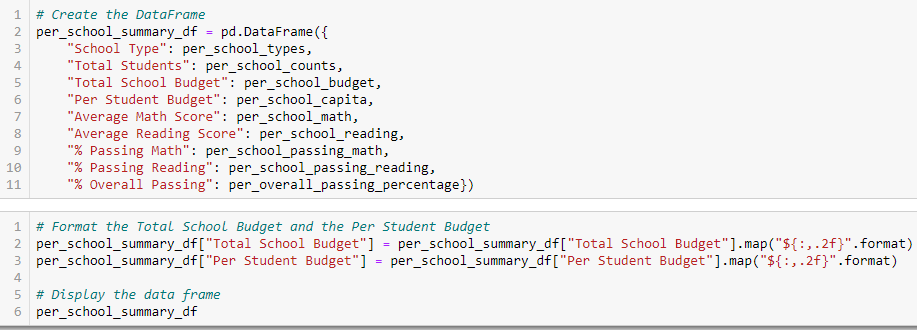 1 # Create the DataFrame
2 per_school_summary_df = pd.DataFrame({
3     "School Type": per_school_types,
4     "Total Students": per_school_counts,
5     "Total School Budget": per_school_budget,
6     "Per Student Budget": per_school_capita,
7     "Average Math Score": per_school_math,
8     "Average Reading Score": per_school_reading,
9     "% Passing Math": per_school_passing_math,
10     "% Passing Reading": per_school_passing_reading,
11     "% Overall Passing": per_overall_passing_percentage})
1 # Format the Total School Budget and the Per Student Budget
2 per_school_summary_df["Total School Budget"] = per_school_summary_df["Total School Budget"].map("${:,.2f}".format)
3 per_school_summary_df["Per Student Budget"] = per_school_summary_df["Per Student Budget"].map("${:,.2f}".format)
4
5 # Display the data frame
6 per_school_summary_df